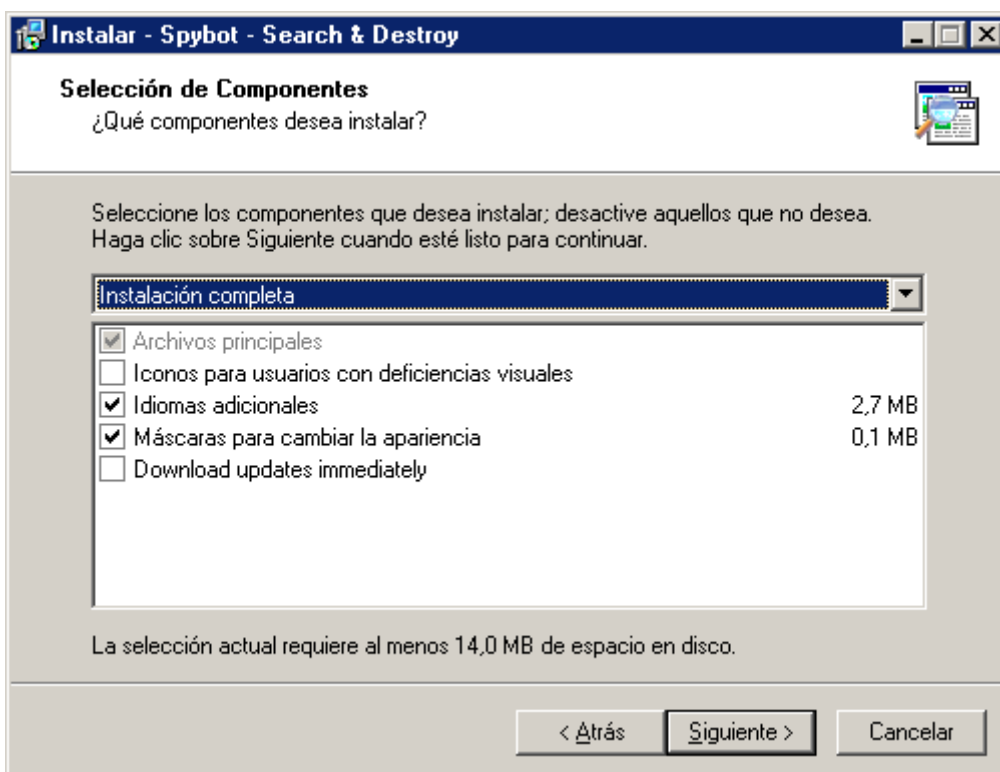 Instalar - Spybot - Search & Destroy
Selección de Componentes
¿Qué componentes desea instalar?
Seleccione los componentes que desea instalar; desactive aquellos que no desea.
Haga clic sobre Siguiente cuando esté listo para continuar.
Instalación completa
Archivos principales
Iconos para usuarios con deficiencias visuales
Idiomas adicionales 2,7 MB
Máscaras para cambiar la apariencia 0,1 MB
Download updates immediately
La selección actual requiere al menos 14,0 MB de espacio en disco.
< Atrás Siguiente > Cancelar